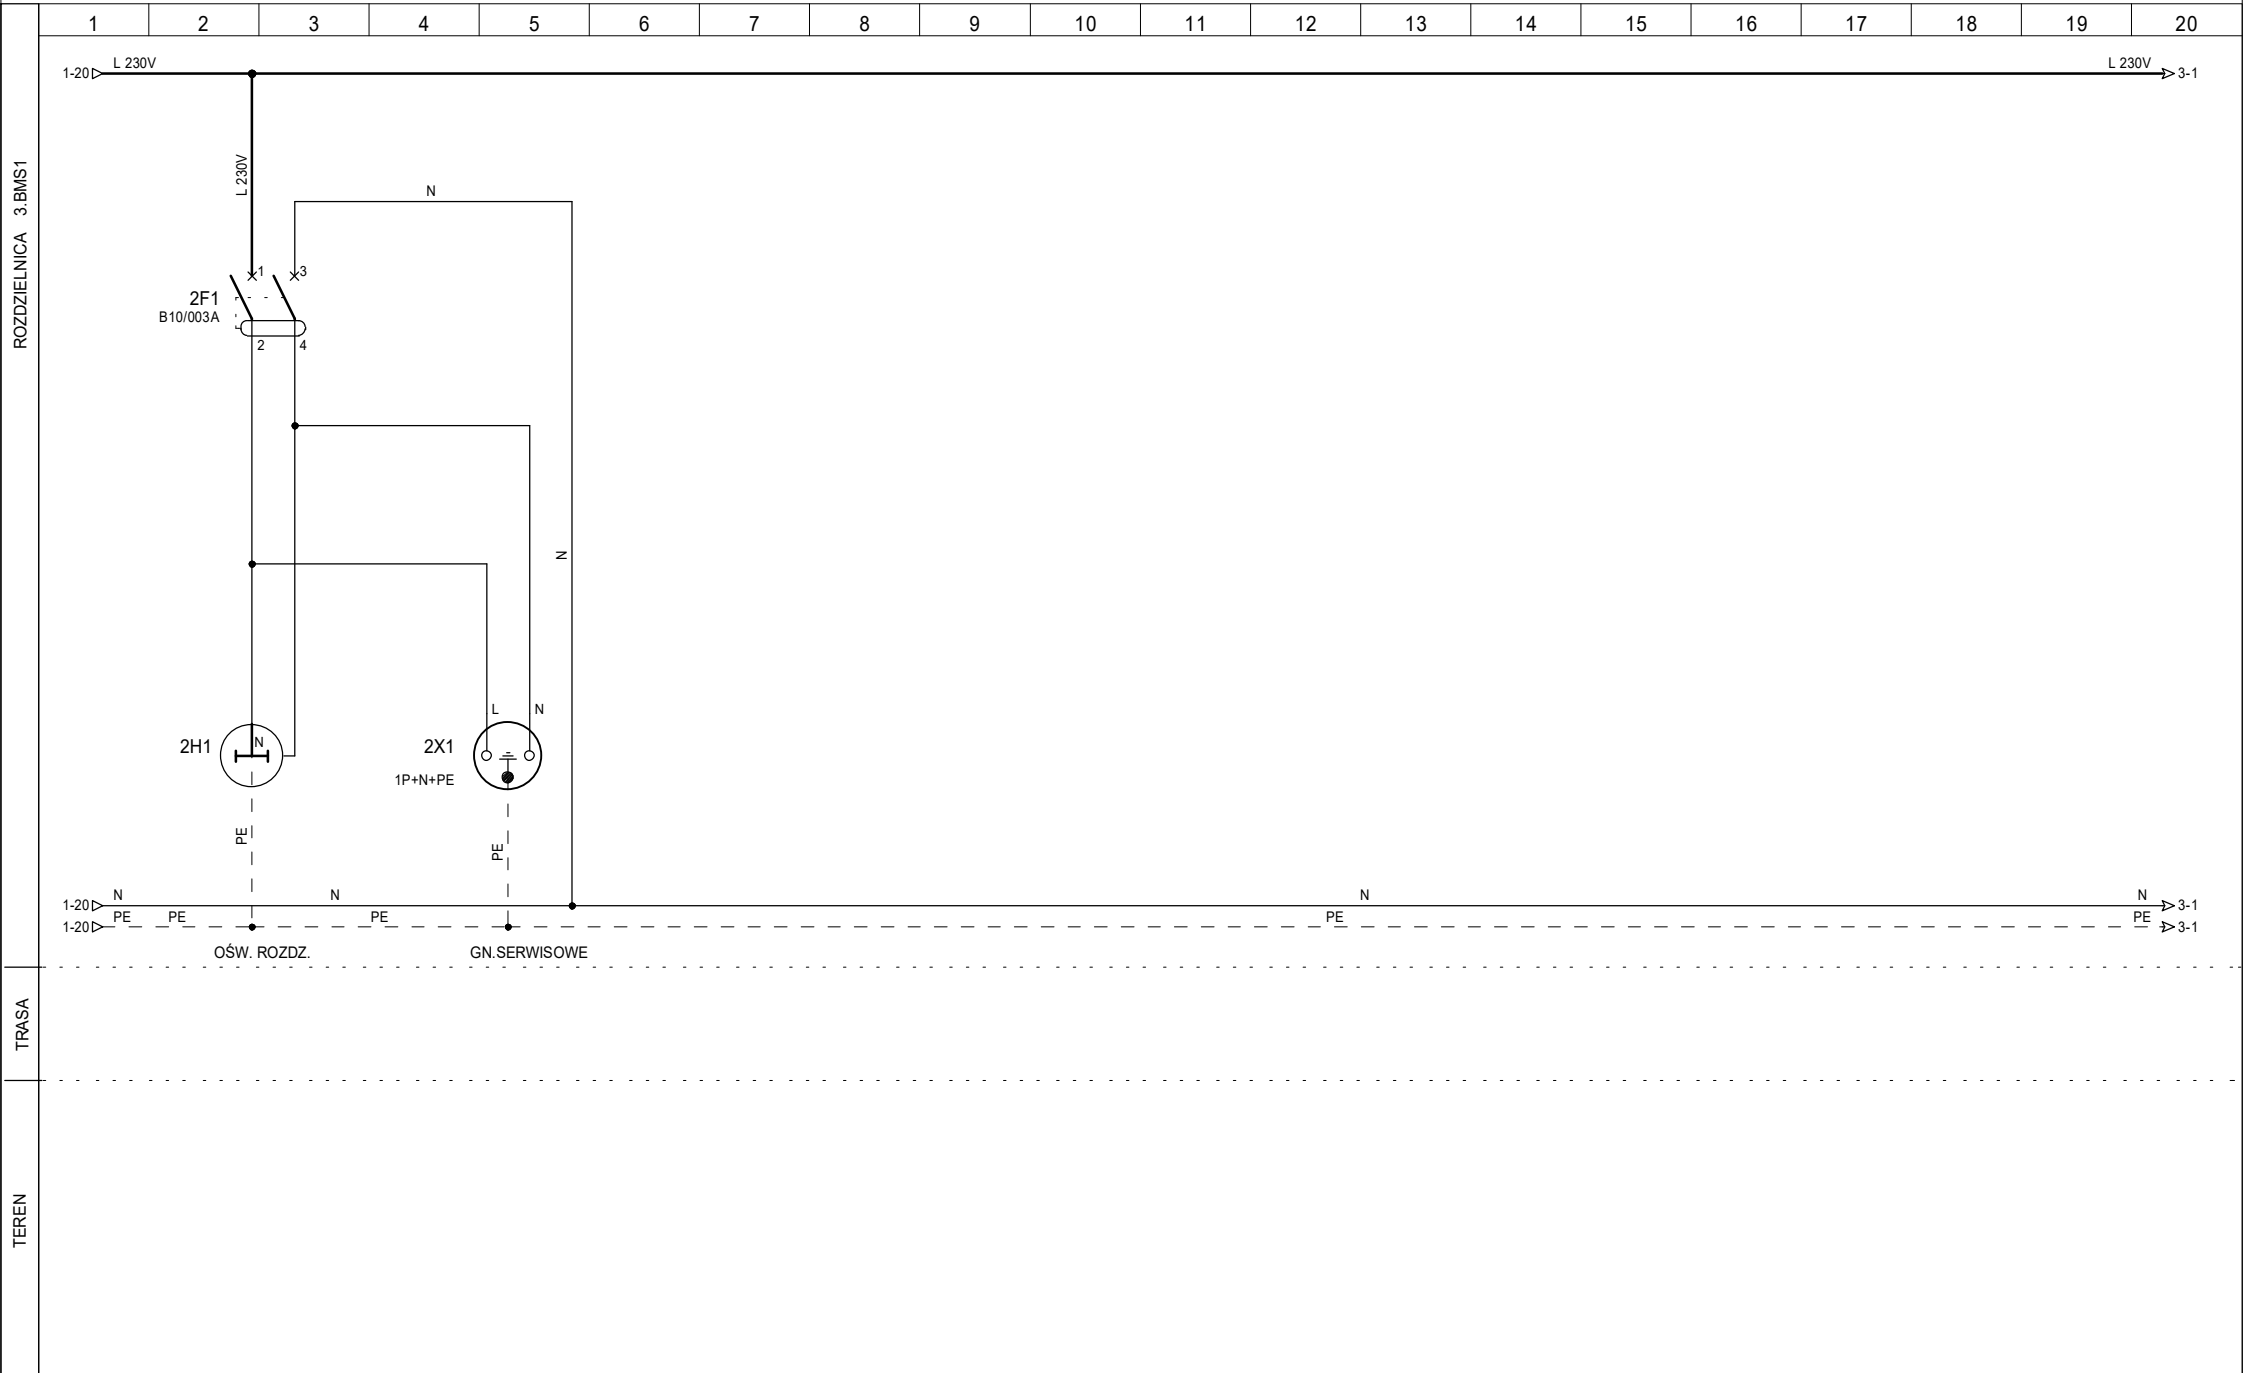 1 2 3 4 5 6 7 8 9 10 11 12 13 14 15 16 17 18 19 20
1-20 L 230V L 230V 3-1
L 230V
N
ROZDZIELNICA 3.BMS1
1 3
2F1
B10/003A
2 4
N
L N
2H1 N 2X1
1P+N+PE
PE PE
1-20 N N N N 3-1
1-20 PE PE PE PE PE 3-1
OŚW. ROZDZ. GN.SERWISOWE
TRASA
TEREN